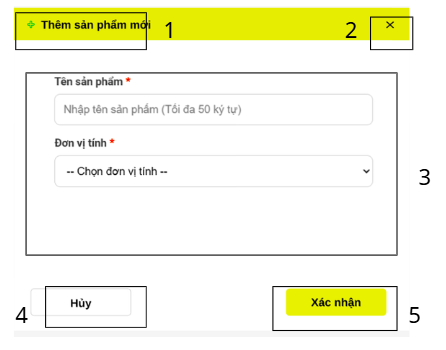 Thêm sản phẩm mới 1 2 ×
Tên sản phẩm *
Nhập tên sản phẩm (Tối đa 50 ký tự)
Đơn vị tính *
-- Chọn đơn vị tính --
3
4 Hủy Xác nhận 5